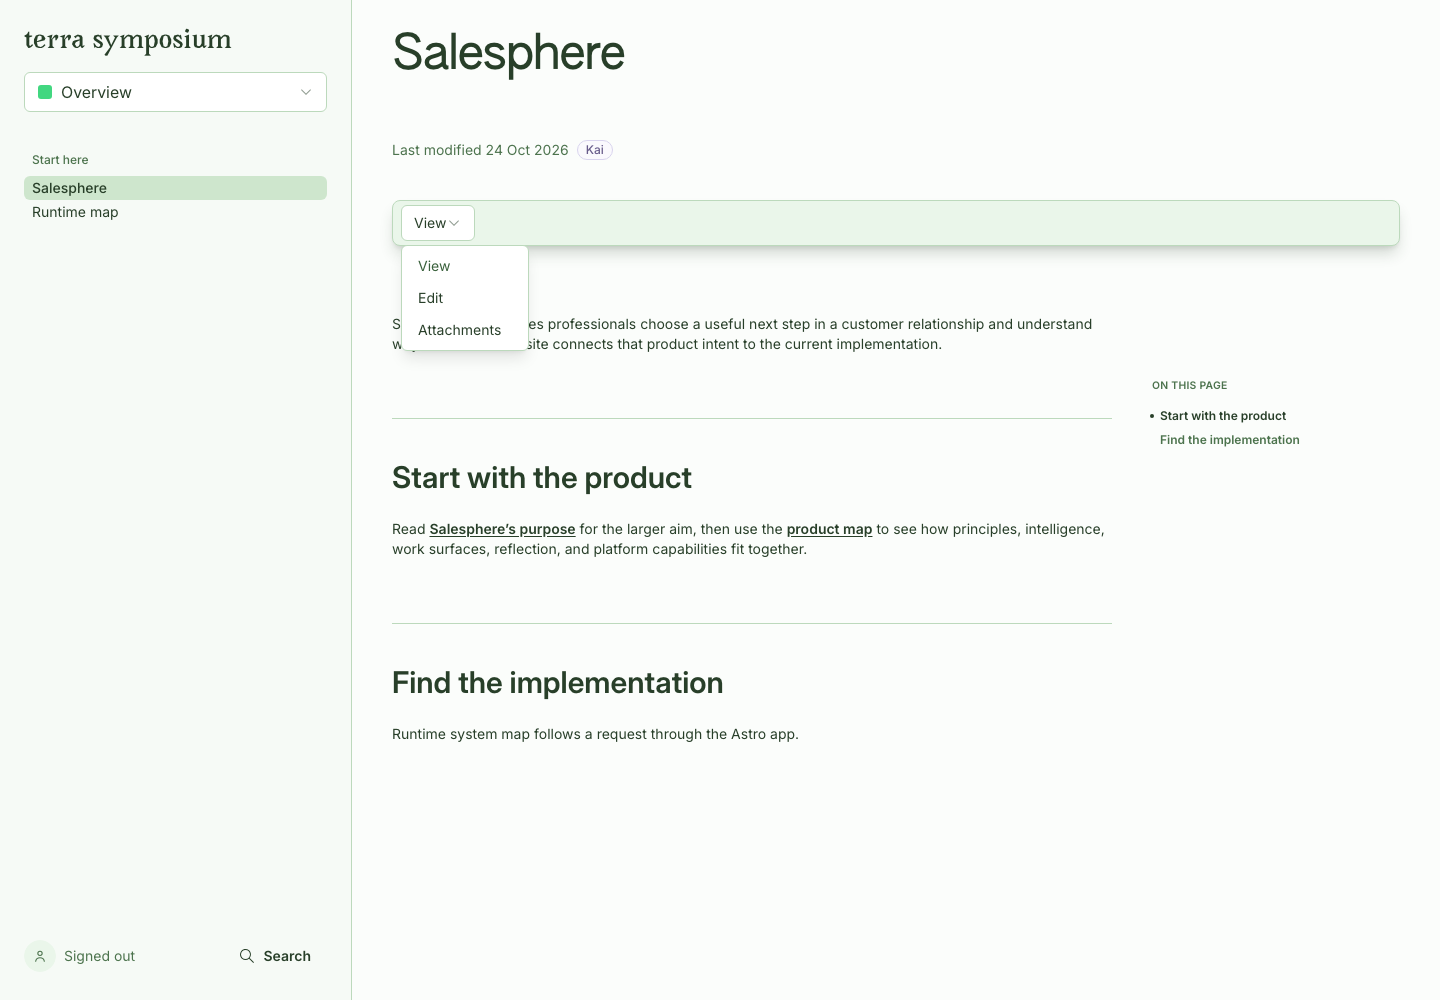 terra symposium
Overview
Start here
Salesphere
Runtime map
Signed out
Search
Salesphere
Last modified 24 Oct 2026 Kai
View
View
Edit
Attachments
professionals choose a useful next step in a customer relationship and understand
connects that product intent to the current implementation.
Start with the product
Read Salesphere’s purpose for the larger aim, then use the product map to see how principles, intelligence,
work surfaces, reflection, and platform capabilities fit together.
Find the implementation
Runtime system map follows a request through the Astro app.
ON THIS PAGE
Start with the product
Find the implementation